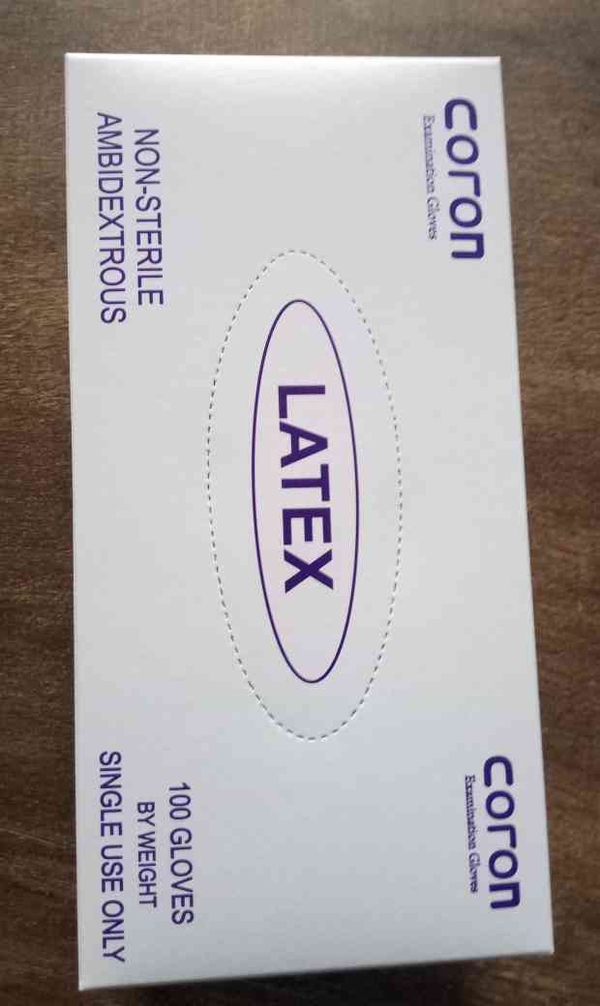 coron
Examination Gloves
coron
Examination Gloves
LATEX
NON-STERILE
AMBIDEXTROUS
100 GLOVES
BY WEIGHT
SINGLE USE ONLY